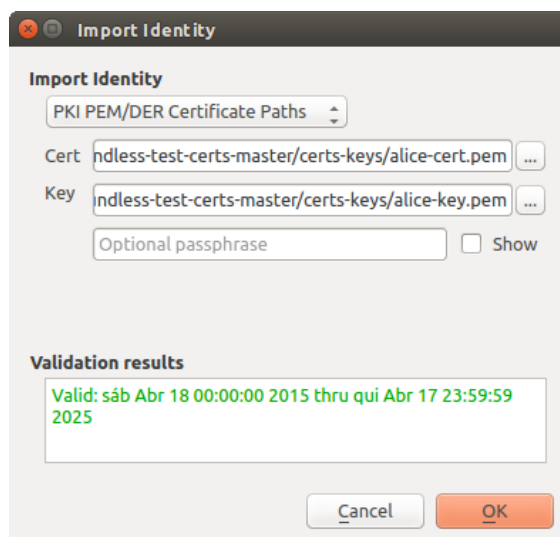 Import Identity
Import Identity
PKI PEM/DER Certificate Paths
Cert ndless-test-certs-master/certs-keys/alice-cert.pem ...
Key indless-test-certs-master/certs-keys/alice-key.pem ...
Optional passphrase Show
Validation results
Valid: sáb Abr 18 00:00:00 2015 thru qui Abr 17 23:59:59
2025
Cancel OK